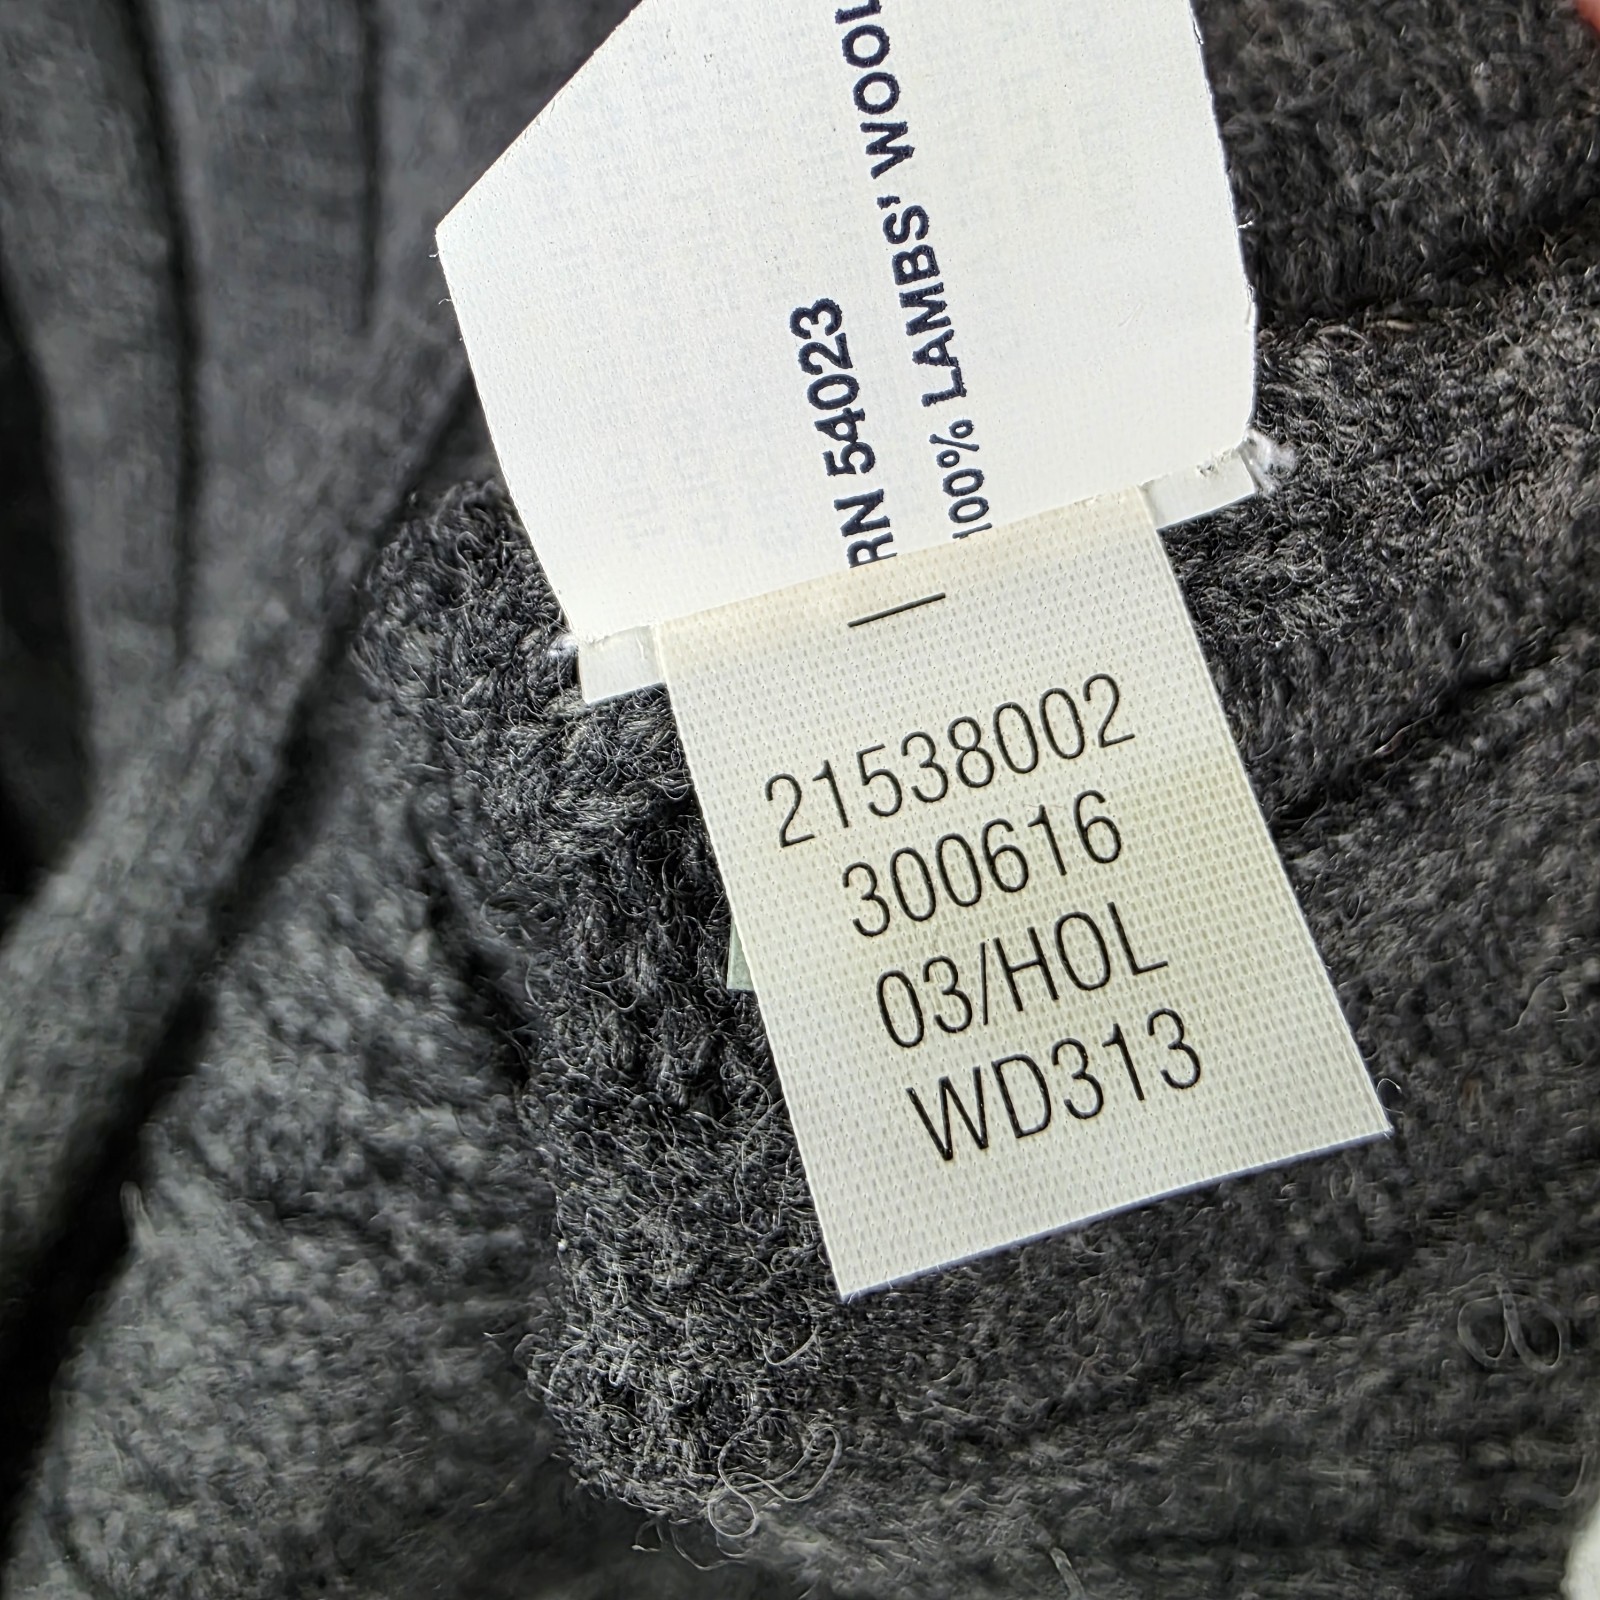 RN 54023
100% LAMBS' WOOL
21538002
300616
03/HOL
WD313